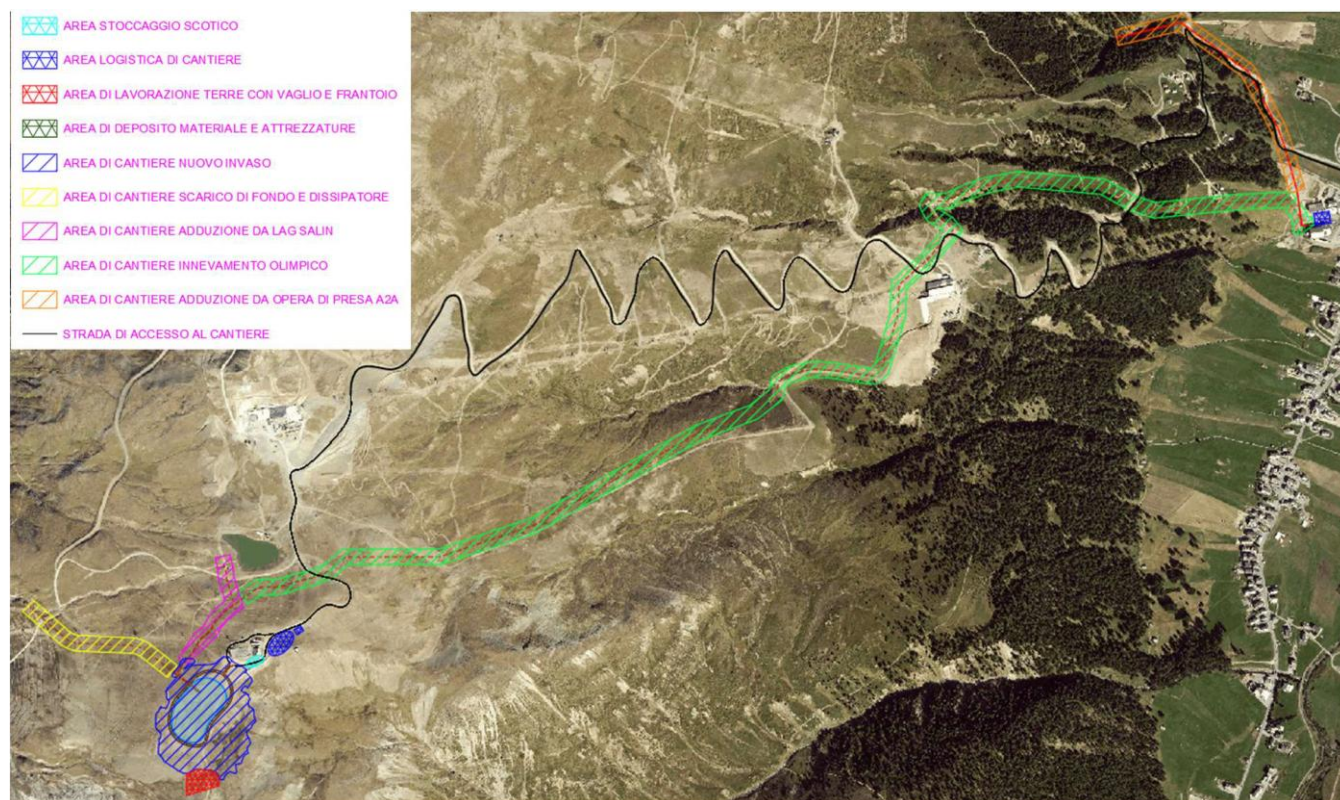 AREA STOCCAGGIO SCOTICO
AREA LOGISTICA DI CANTIERE
AREA DI LAVORAZIONE TERRE CON VAGLIO E FRANTOIO
AREA DI DEPOSITO MATERIALE E ATTREZZATURE
AREA DI CANTIERE NUOVO INVASO
AREA DI CANTIERE SCARICO DI FONDO E DISSIPATORE
AREA DI CANTIERE ADDUZIONE DA LAG SALIN
AREA DI CANTIERE INNEVAMENTO OLIMPICO
AREA DI CANTIERE ADDUZIONE DA OPERA DI PRESA A2A
STRADA DI ACCESSO AL CANTIERE